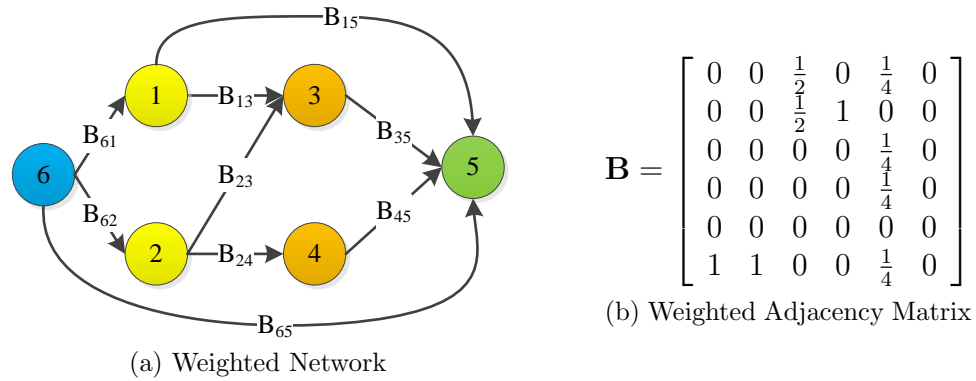 B15
1 B13 3
B61 B35
6 B23 5
B62 B45
2 B24 4
B65
(a) Weighted Network
B = [ 0 0 1/2 0 1/4 0
0 0 1/2 1 0 0
0 0 0 0 1/4 0
0 0 0 0 1/4 0
0 0 0 0 0 0
1 1 0 0 1/4 0 ]
(b) Weighted Adjacency Matrix